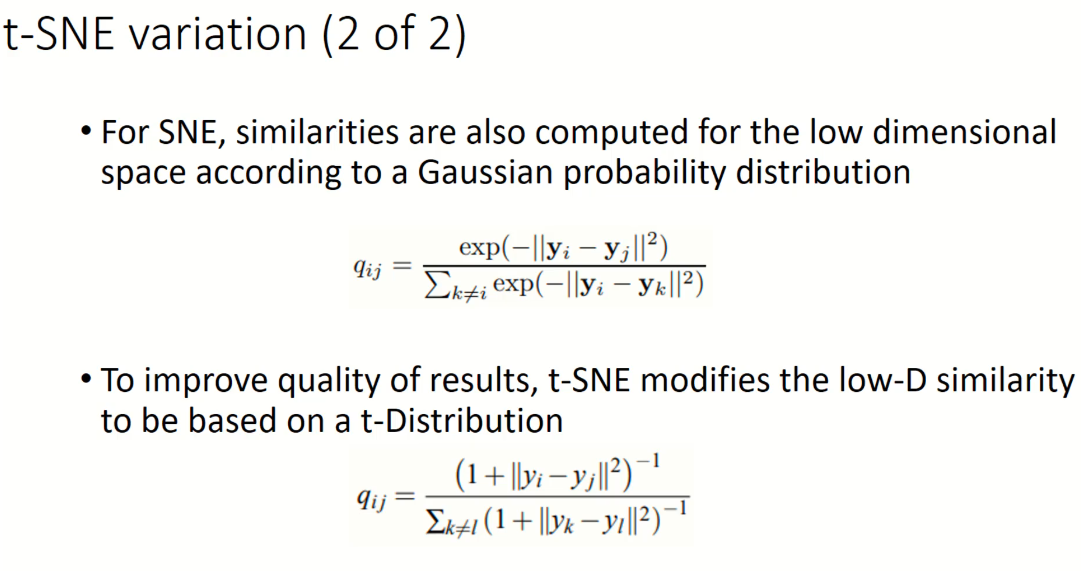 t-SNE variation (2 of 2)
• For SNE, similarities are also computed for the low dimensional
space according to a Gaussian probability distribution
q_{ij} = \frac{\exp(-||\mathbf{y}_i - \mathbf{y}_j||^2)}{\sum_{k \neq i} \exp(-||\mathbf{y}_i - \mathbf{y}_k||^2)}
• To improve quality of results, t-SNE modifies the low-D similarity
to be based on a t-Distribution
q_{ij} = \frac{(1 + \|y_i - y_j\|^2)^{-1}}{\sum_{k \neq l} (1 + \|y_k - y_l\|^2)^{-1}}